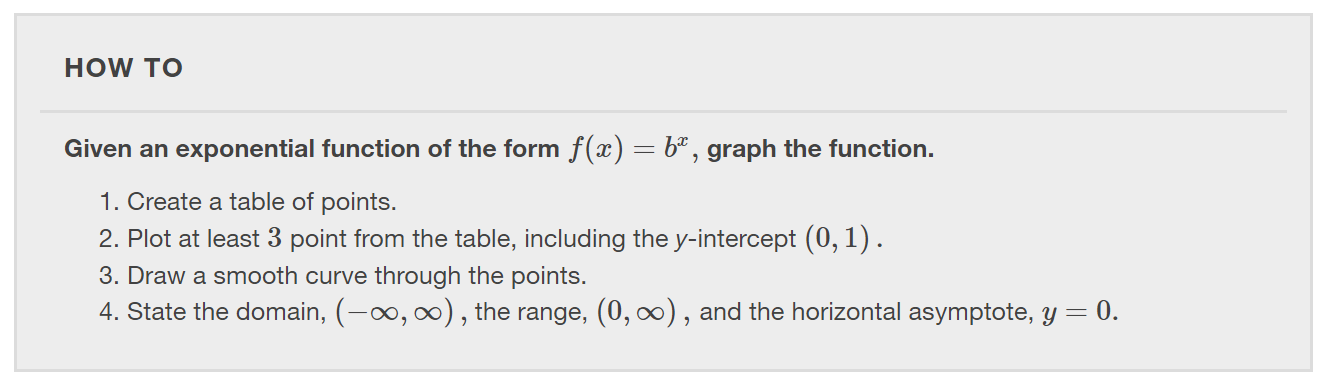 HOW TO
Given an exponential function of the form f(x) = bˣ, graph the function.
1. Create a table of points.
2. Plot at least 3 point from the table, including the y-intercept (0, 1).
3. Draw a smooth curve through the points.
4. State the domain, (−∞, ∞), the range, (0, ∞), and the horizontal asymptote, y = 0.